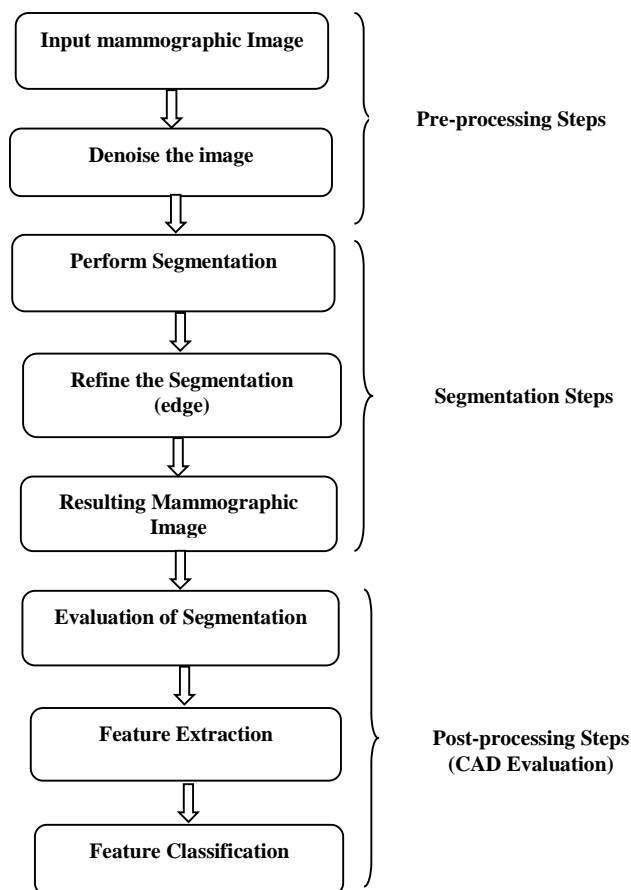 Input mammographic Image
Pre-processing Steps
Denoise the image
Perform Segmentation
Refine the Segmentation
(edge)
Segmentation Steps
Resulting Mammographic
Image
Evaluation of Segmentation
Feature Extraction
Post-processing Steps
(CAD Evaluation)
Feature Classification